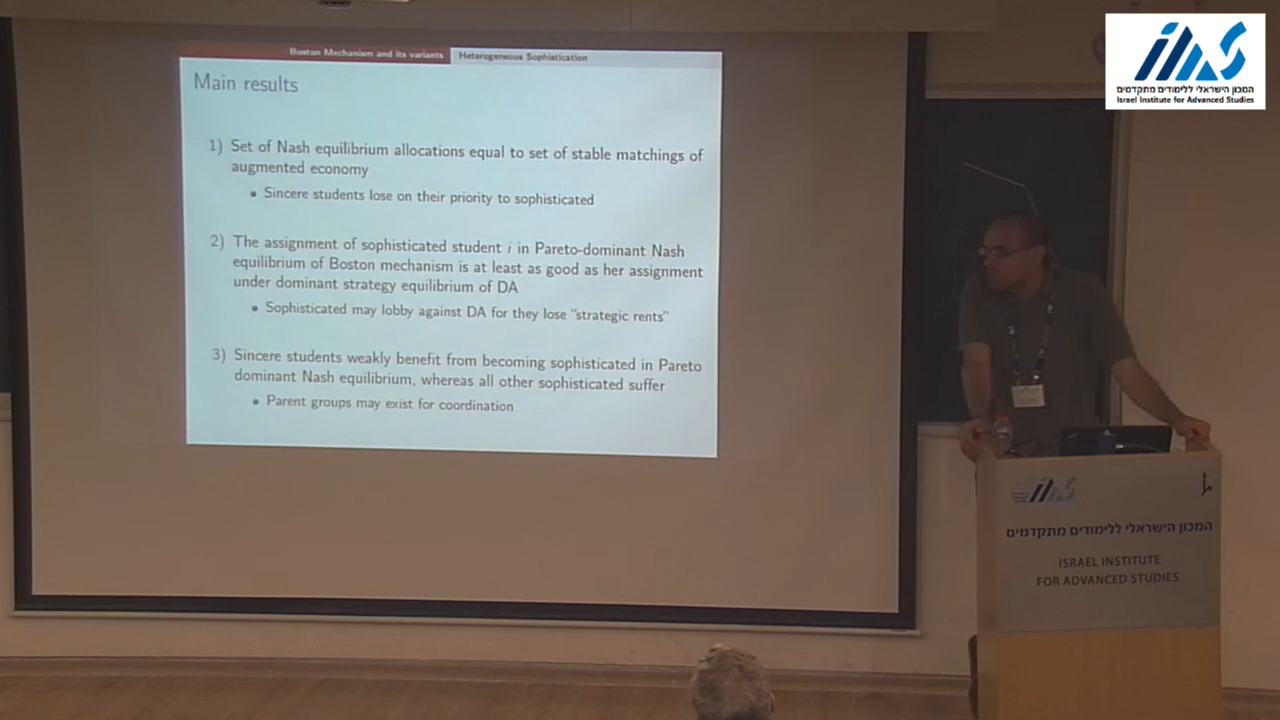 Boston Mechanism and its variants
Heterogeneous Sophistication
Main results
1) Set of Nash equilibrium allocations equal to set of stable matchings of
augmented economy
• Sincere students lose on their priority to sophisticated
2) The assignment of sophisticated student i in Pareto-dominant Nash
equilibrium of Boston mechanism is at least as good as her assignment
under dominant strategy equilibrium of DA
• Sophisticated may lobby against DA for they lose "strategic rents"
3) Sincere students weakly benefit from becoming sophisticated in Pareto
dominant Nash equilibrium, whereas all other sophisticated suffer
• Parent groups may exist for coordination
המכון הישראלי ללימודים מתקדמים
Israel Institute for Advanced Studies
המכון הישראלי ללימודים מתקדמים
ISRAEL INSTITUTE
FOR ADVANCED STUDIES